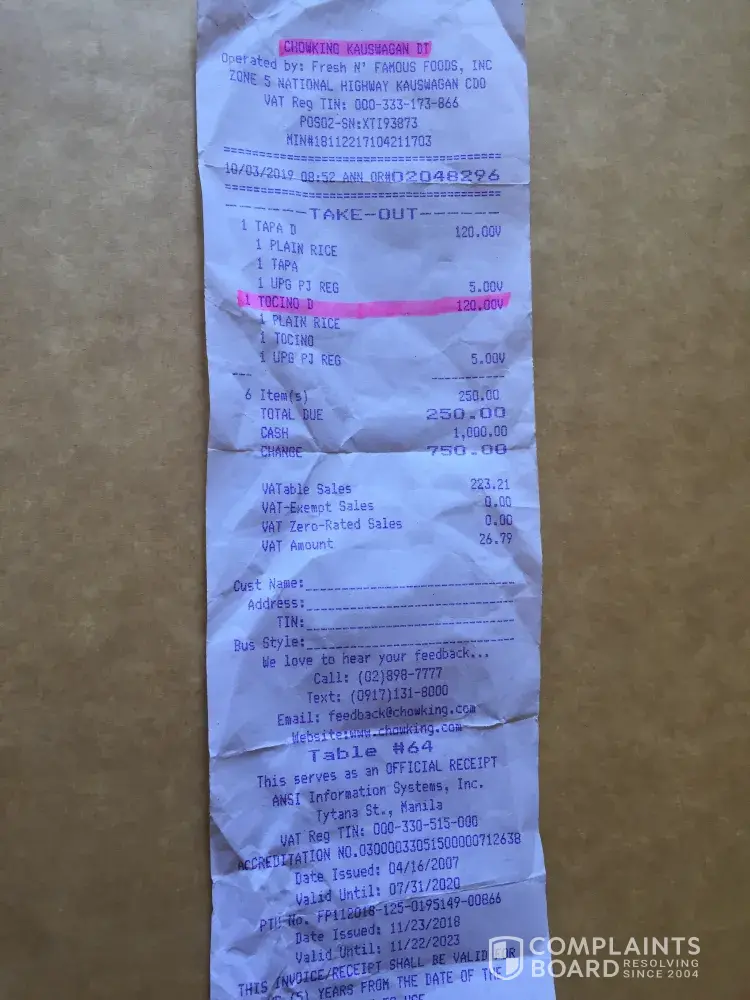 CHOWKING KAUSWAGAN DT
Operated by: Fresh N' FAMOUS FOODS, INC
ZONE 5 NATIONAL HIGHWAY KAUSWAGAN CDO
VAT Reg TIN: 000-333-173-866
POS02-SN:XTI93873
MIN#18112217104211703
10/03/2019 08:52 ANN OR#02048296
------TAKE-OUT------
1 TAPA D 120.00V
1 PLAIN RICE
1 TAPA
1 UPG PJ REG 5.00V
1 TOCINO D 120.00V
1 PLAIN RICE
1 TOCINO
1 UPG PJ REG 5.00V
6 Item(s) 250.00
TOTAL DUE 250.00
CASH 1,000.00
CHANGE 750.00
VATable Sales 223.21
VAT-Exempt Sales 0.00
VAT Zero-Rated Sales 0.00
VAT Amount 26.79
Cust Name:
Address:
TIN:
Bus Style:
We love to hear your feedback...
Call: (02)898-7777
Text: (0917)131-8000
Email: feedback@chowking.com
Website:www.chowking.com
Table #64
This serves as an OFFICIAL RECEIPT
ANSI Information Systems, Inc.
Tytana St., Manila
VAT Reg TIN: 000-330-515-000
ACCREDITATION NO.03000033051500000712638
Date Issued: 04/16/2007
Valid Until: 07/31/2020
PTU No. FP112018-125-0195149-00866
Date Issued: 11/23/2018
Valid Until: 11/22/2023
THIS INVOICE/RECEIPT SHALL BE VALID FOR
(5) YEARS FROM THE DATE OF THE
USE
COMPLAINTS
BOARD RESOLVING
SINCE 2004